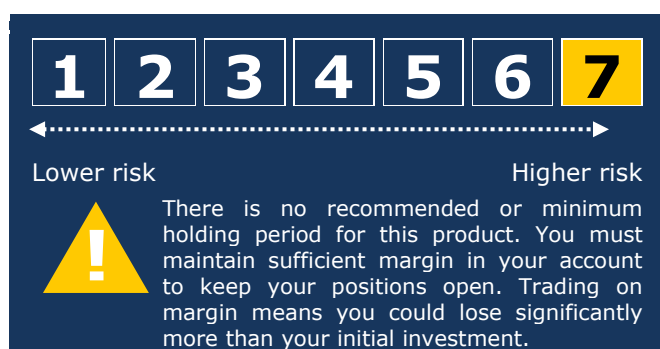 1 2 3 4 5 6 7
Lower risk Higher risk
!
There is no recommended or minimum
holding period for this product. You must
maintain sufficient margin in your account
to keep your positions open. Trading on
margin means you could lose significantly
more than your initial investment.